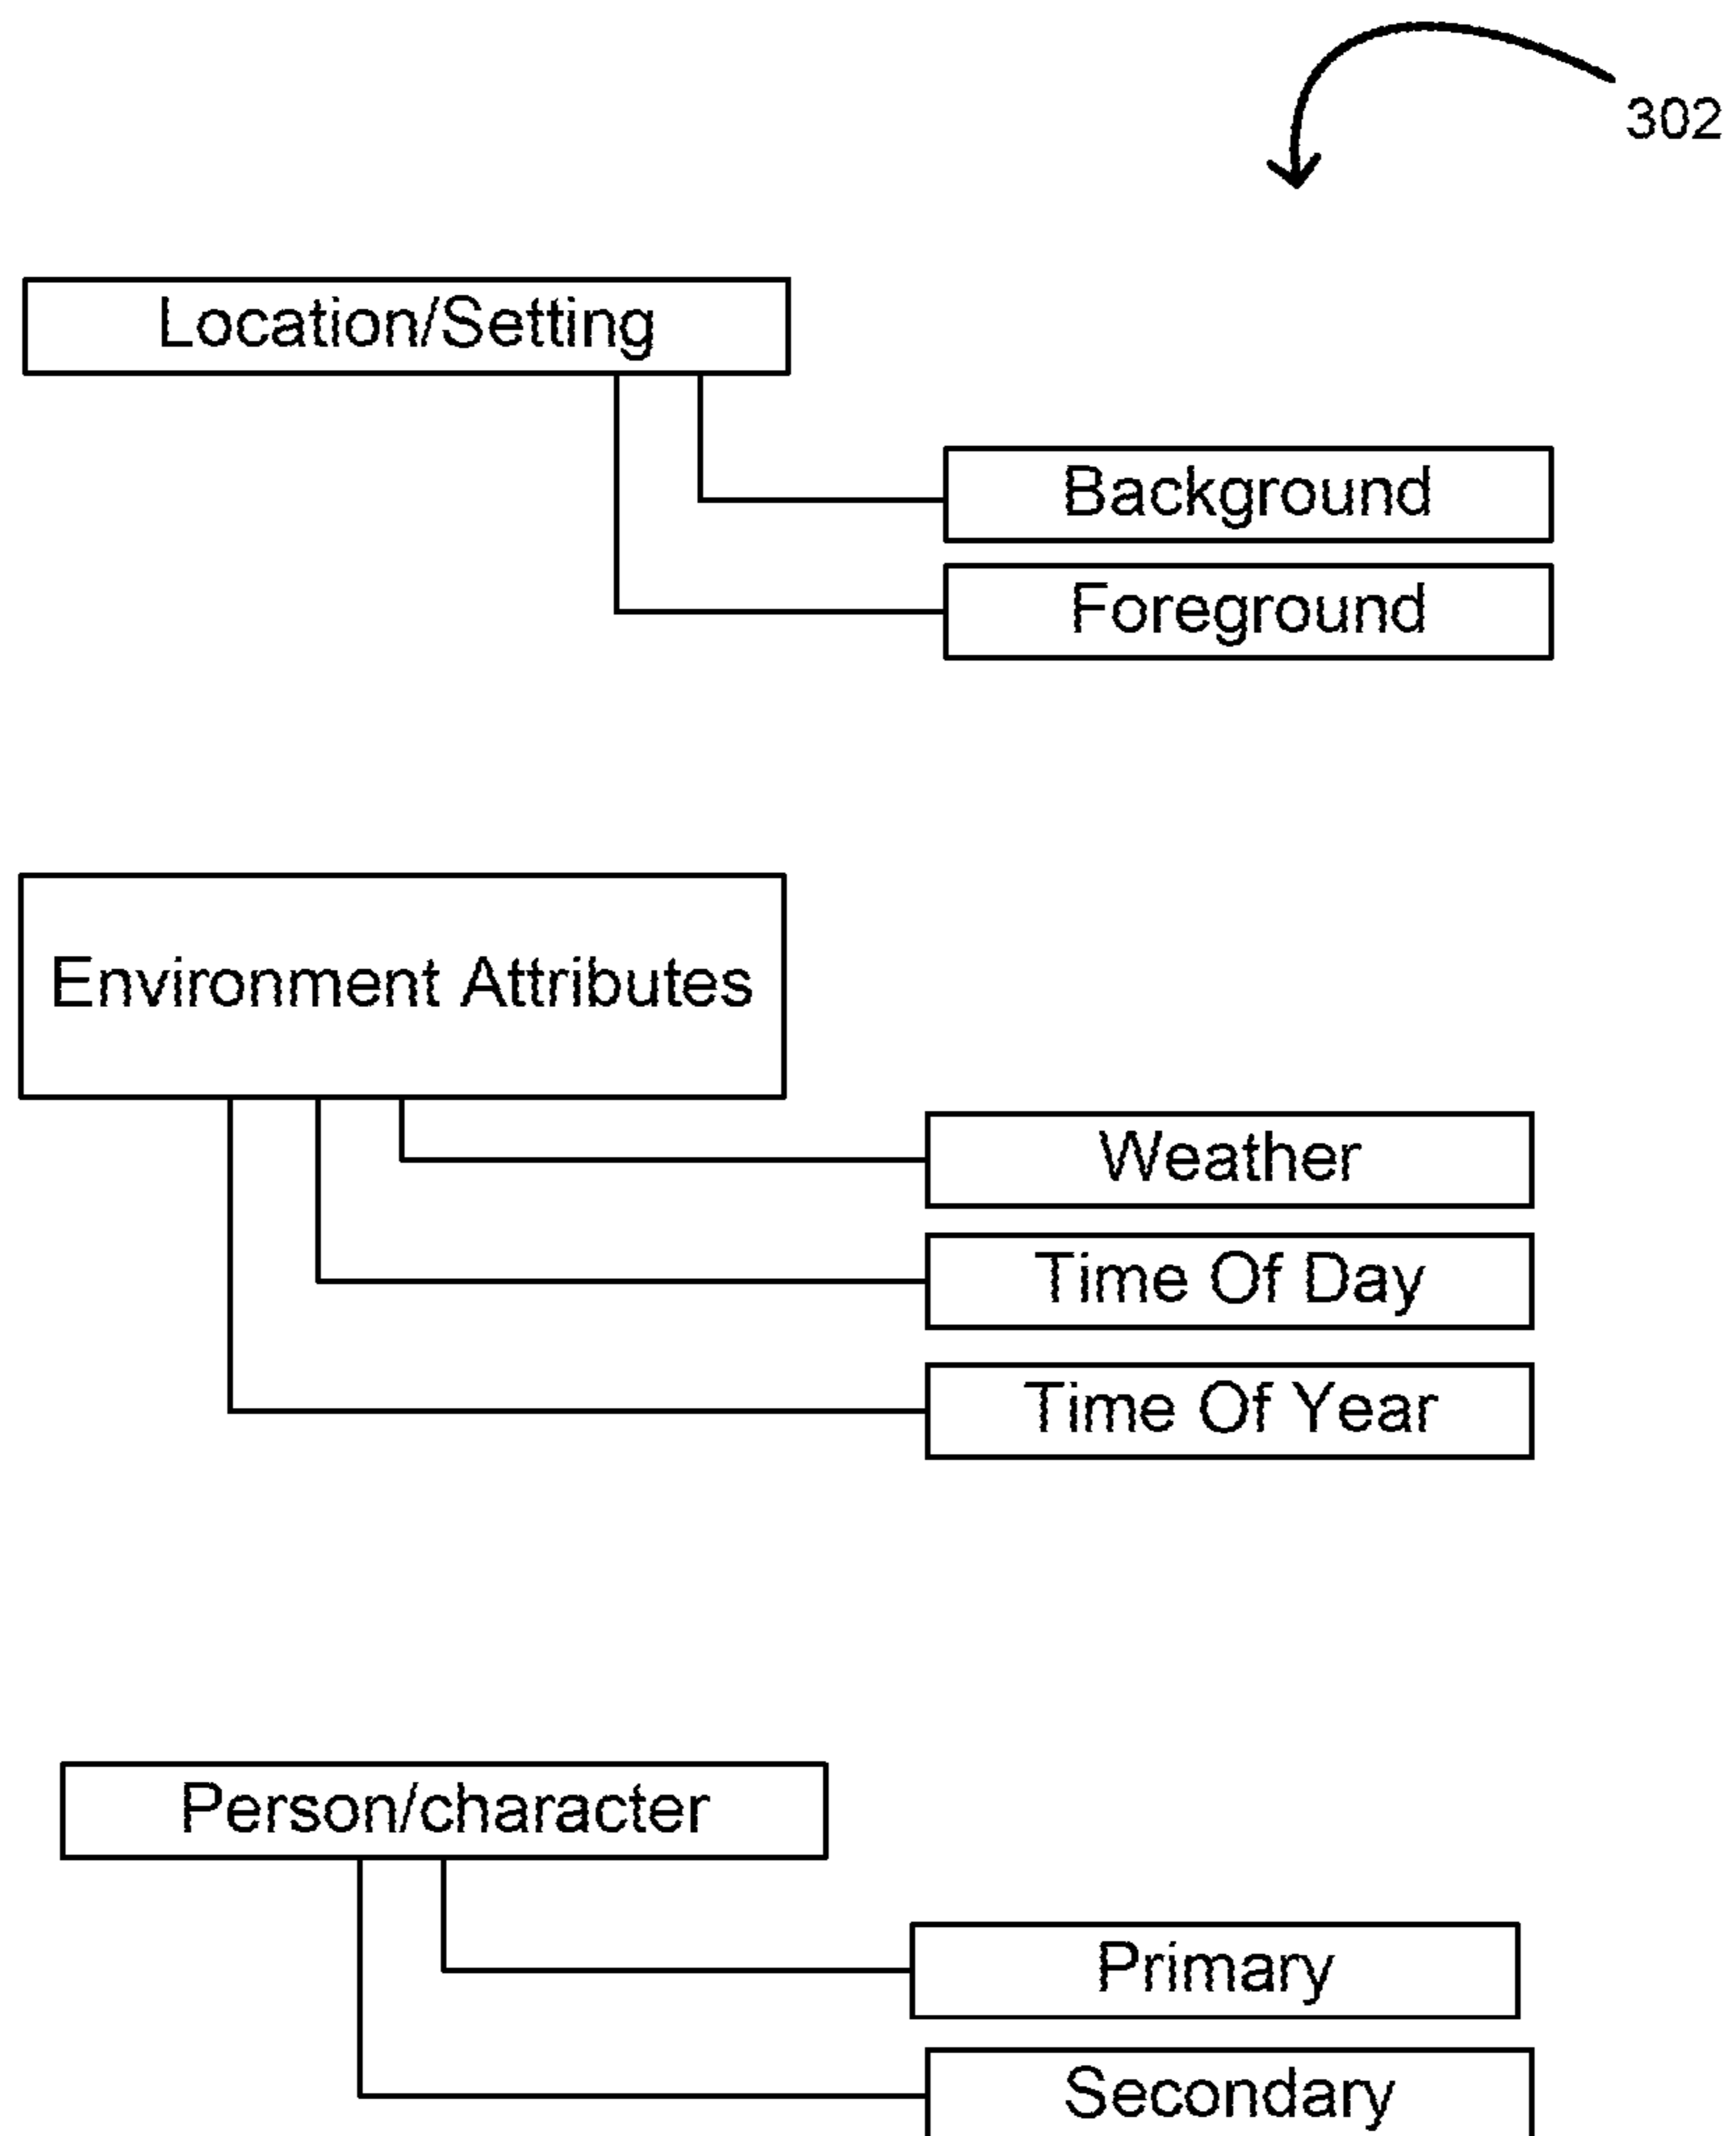 302
Location/Setting
Background
Foreground
Environment Attributes
Weather
Time Of Day
Time Of Year
Person/character
Primary
Secondary